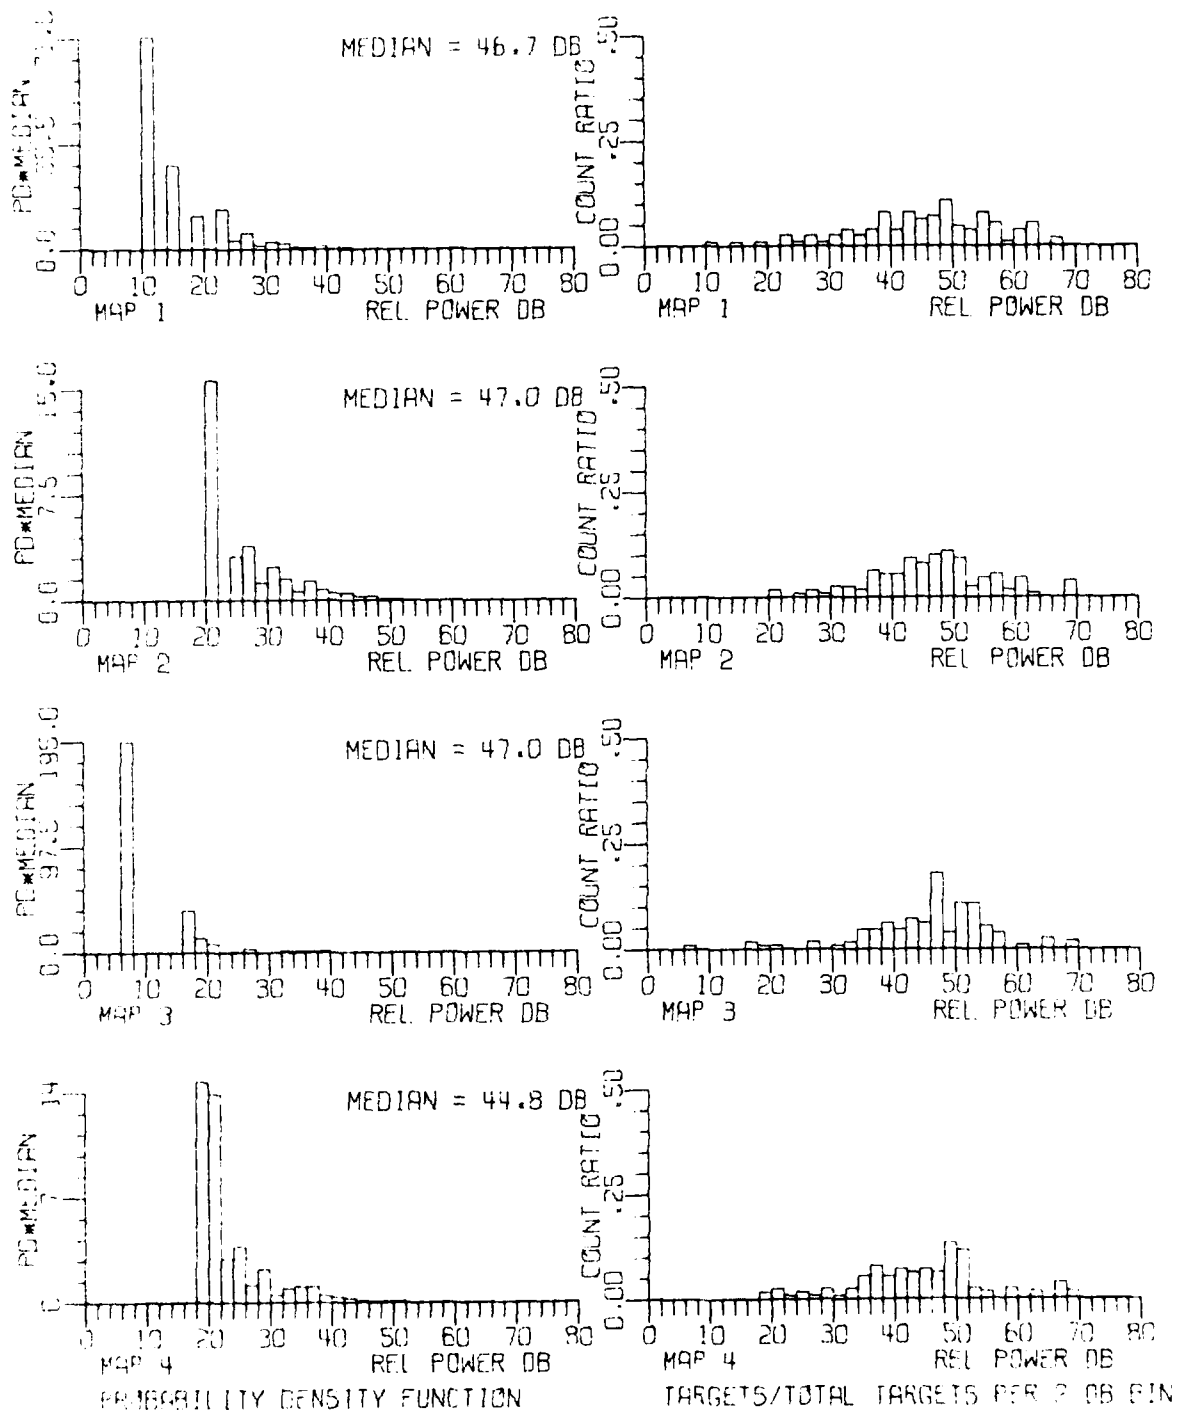 MEDIAN = 46.7 DB
PD*MEDIAN
0.0
0 10 20 30 40 50 60 70 80
MAP 1 REL POWER DB
COUNT RATIO
0.00 .25 .50
0 10 20 30 40 50 60 70 80
MAP 1 REL POWER DB
MEDIAN = 47.0 DB
PD*MEDIAN
0.0 7.5 15.0
0 10 20 30 40 50 60 70 80
MAP 2 REL POWER DB
COUNT RATIO
0.00 .25 .50
0 10 20 30 40 50 60 70 80
MAP 2 REL POWER DB
MEDIAN = 47.0 DB
PD*MEDIAN
0.0 97.5 195.0
0 10 20 30 40 50 60 70 80
MAP 3 REL POWER DB
COUNT RATIO
0.00 .25 .50
0 10 20 30 40 50 60 70 80
MAP 3 REL POWER DB
MEDIAN = 44.8 DB
PD*MEDIAN
0 7 14
0 10 20 30 40 50 60 70 80
MAP 4 REL POWER DB
COUNT RATIO
0.00 .25 .50
0 10 20 30 40 50 60 70 80
MAP 4 REL POWER DB
PROBABILITY DENSITY FUNCTION
TARGETS/TOTAL TARGETS PER 2 DB BIN